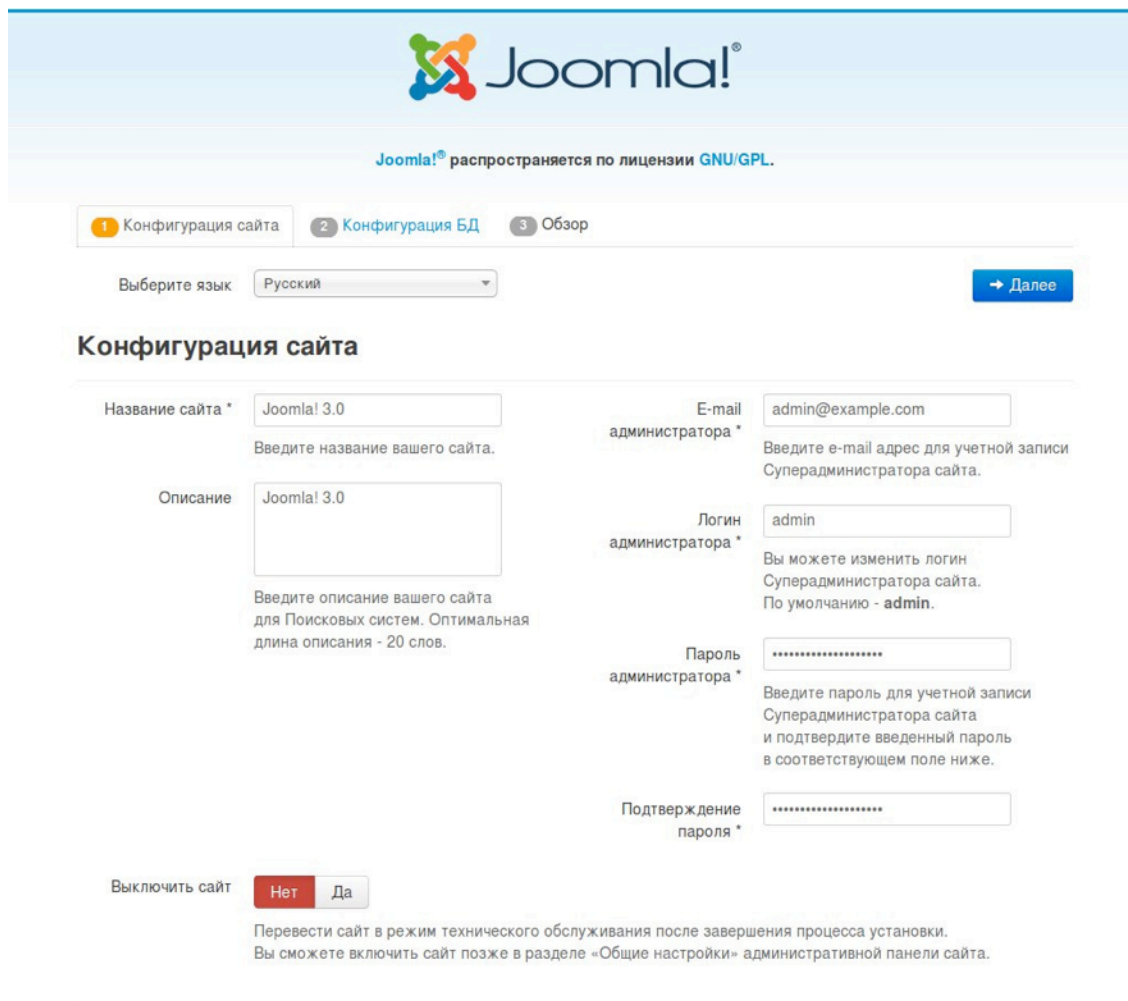 Joomla!®
Joomla!® распространяется по лицензии GNU/GPL.
1 Конфигурация сайта
2 Конфигурация БД
3 Обзор
Выберите язык
Русский
➔ Далее
Конфигурация сайта
Название сайта *
Joomla! 3.0
Введите название вашего сайта.
Описание
Joomla! 3.0
Введите описание вашего сайта
для Поисковых систем. Оптимальная
длина описания - 20 слов.
E-mail
администратора *
admin@example.com
Введите e-mail адрес для учетной записи
Суперадминистратора сайта.
Логин
администратора *
admin
Вы можете изменить логин
Суперадминистратора сайта.
По умолчанию - admin.
Пароль
администратора *
••••••••••••••••••••
Введите пароль для учетной записи
Суперадминистратора сайта
и подтвердите введенный пароль
в соответствующем поле ниже.
Подтверждение
пароля *
••••••••••••••••••••
Выключить сайт
Нет
Да
Перевести сайт в режим технического обслуживания после завершения процесса установки.
Вы сможете включить сайт позже в разделе «Общие настройки» административной панели сайта.